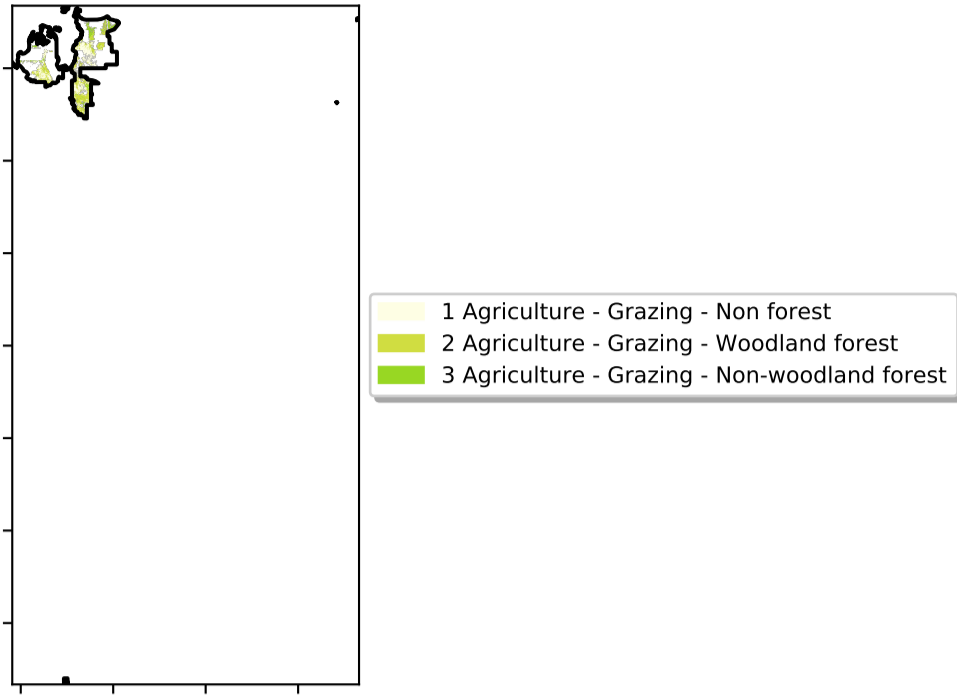 1 Agriculture - Grazing - Non forest
2 Agriculture - Grazing - Woodland forest
3 Agriculture - Grazing - Non-woodland forest